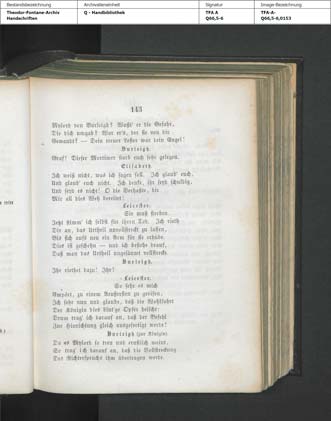 Bestandsbezeichnung
Theodor-Fontane-Archiv
Handschriften
Archivalieneinheit
Q - Handbibliothek
Signatur
TFA A
Q66,5-6
Image-Bezeichnung
TFA-A-
Q66,5-6,0153
143
Mylord von Burleigh? Wußt' er die Gefahr,
Die dich umgab? War er's, der sie von dir
Gewandt? — Dein treuer Lester war dein Engel!
Burleigh.
Graf! Dieser Mortimer starb euch sehr gelegen.
Elisabeth.
Ich weiß nicht, was ich sagen soll. Ich glaub' euch,
Und glaub' euch nicht. Ich denke, ihr seyd schuldig,
Und seyd es nicht! O die Verhaßte, die
Mir all dies Weh bereitet!
Leicester.
Sie muß sterben.
Jetzt stimm' ich selbst für ihren Tod. Ich rieth
Dir an, das Urtheil unvollstreckt zu lassen,
Bis sich aufs neu ein Arm für sie erhübe.
Dies ist geschehn — und ich bestehe drauf,
Daß man das Urtheil ungesäumt vollstrecke.
Burleigh.
Ihr riethet dazu! Ihr!
Leicester.
So sehr es mich
Empört, zu einem Aeußersten zu greifen,
Ich sehe nun und glaube, daß die Wohlfahrt
Der Königin dies blut'ge Opfer heischt;
Drum trag' ich darauf an, daß der Befehl
Zur Hinrichtung gleich ausgefertigt werde!
Burleigh (zur Königin).
Da es Mylord so treu und ernstlich meint,
So trag' ich darauf an, daß die Vollstreckung
Des Richterspruchs ihm übertragen werde.